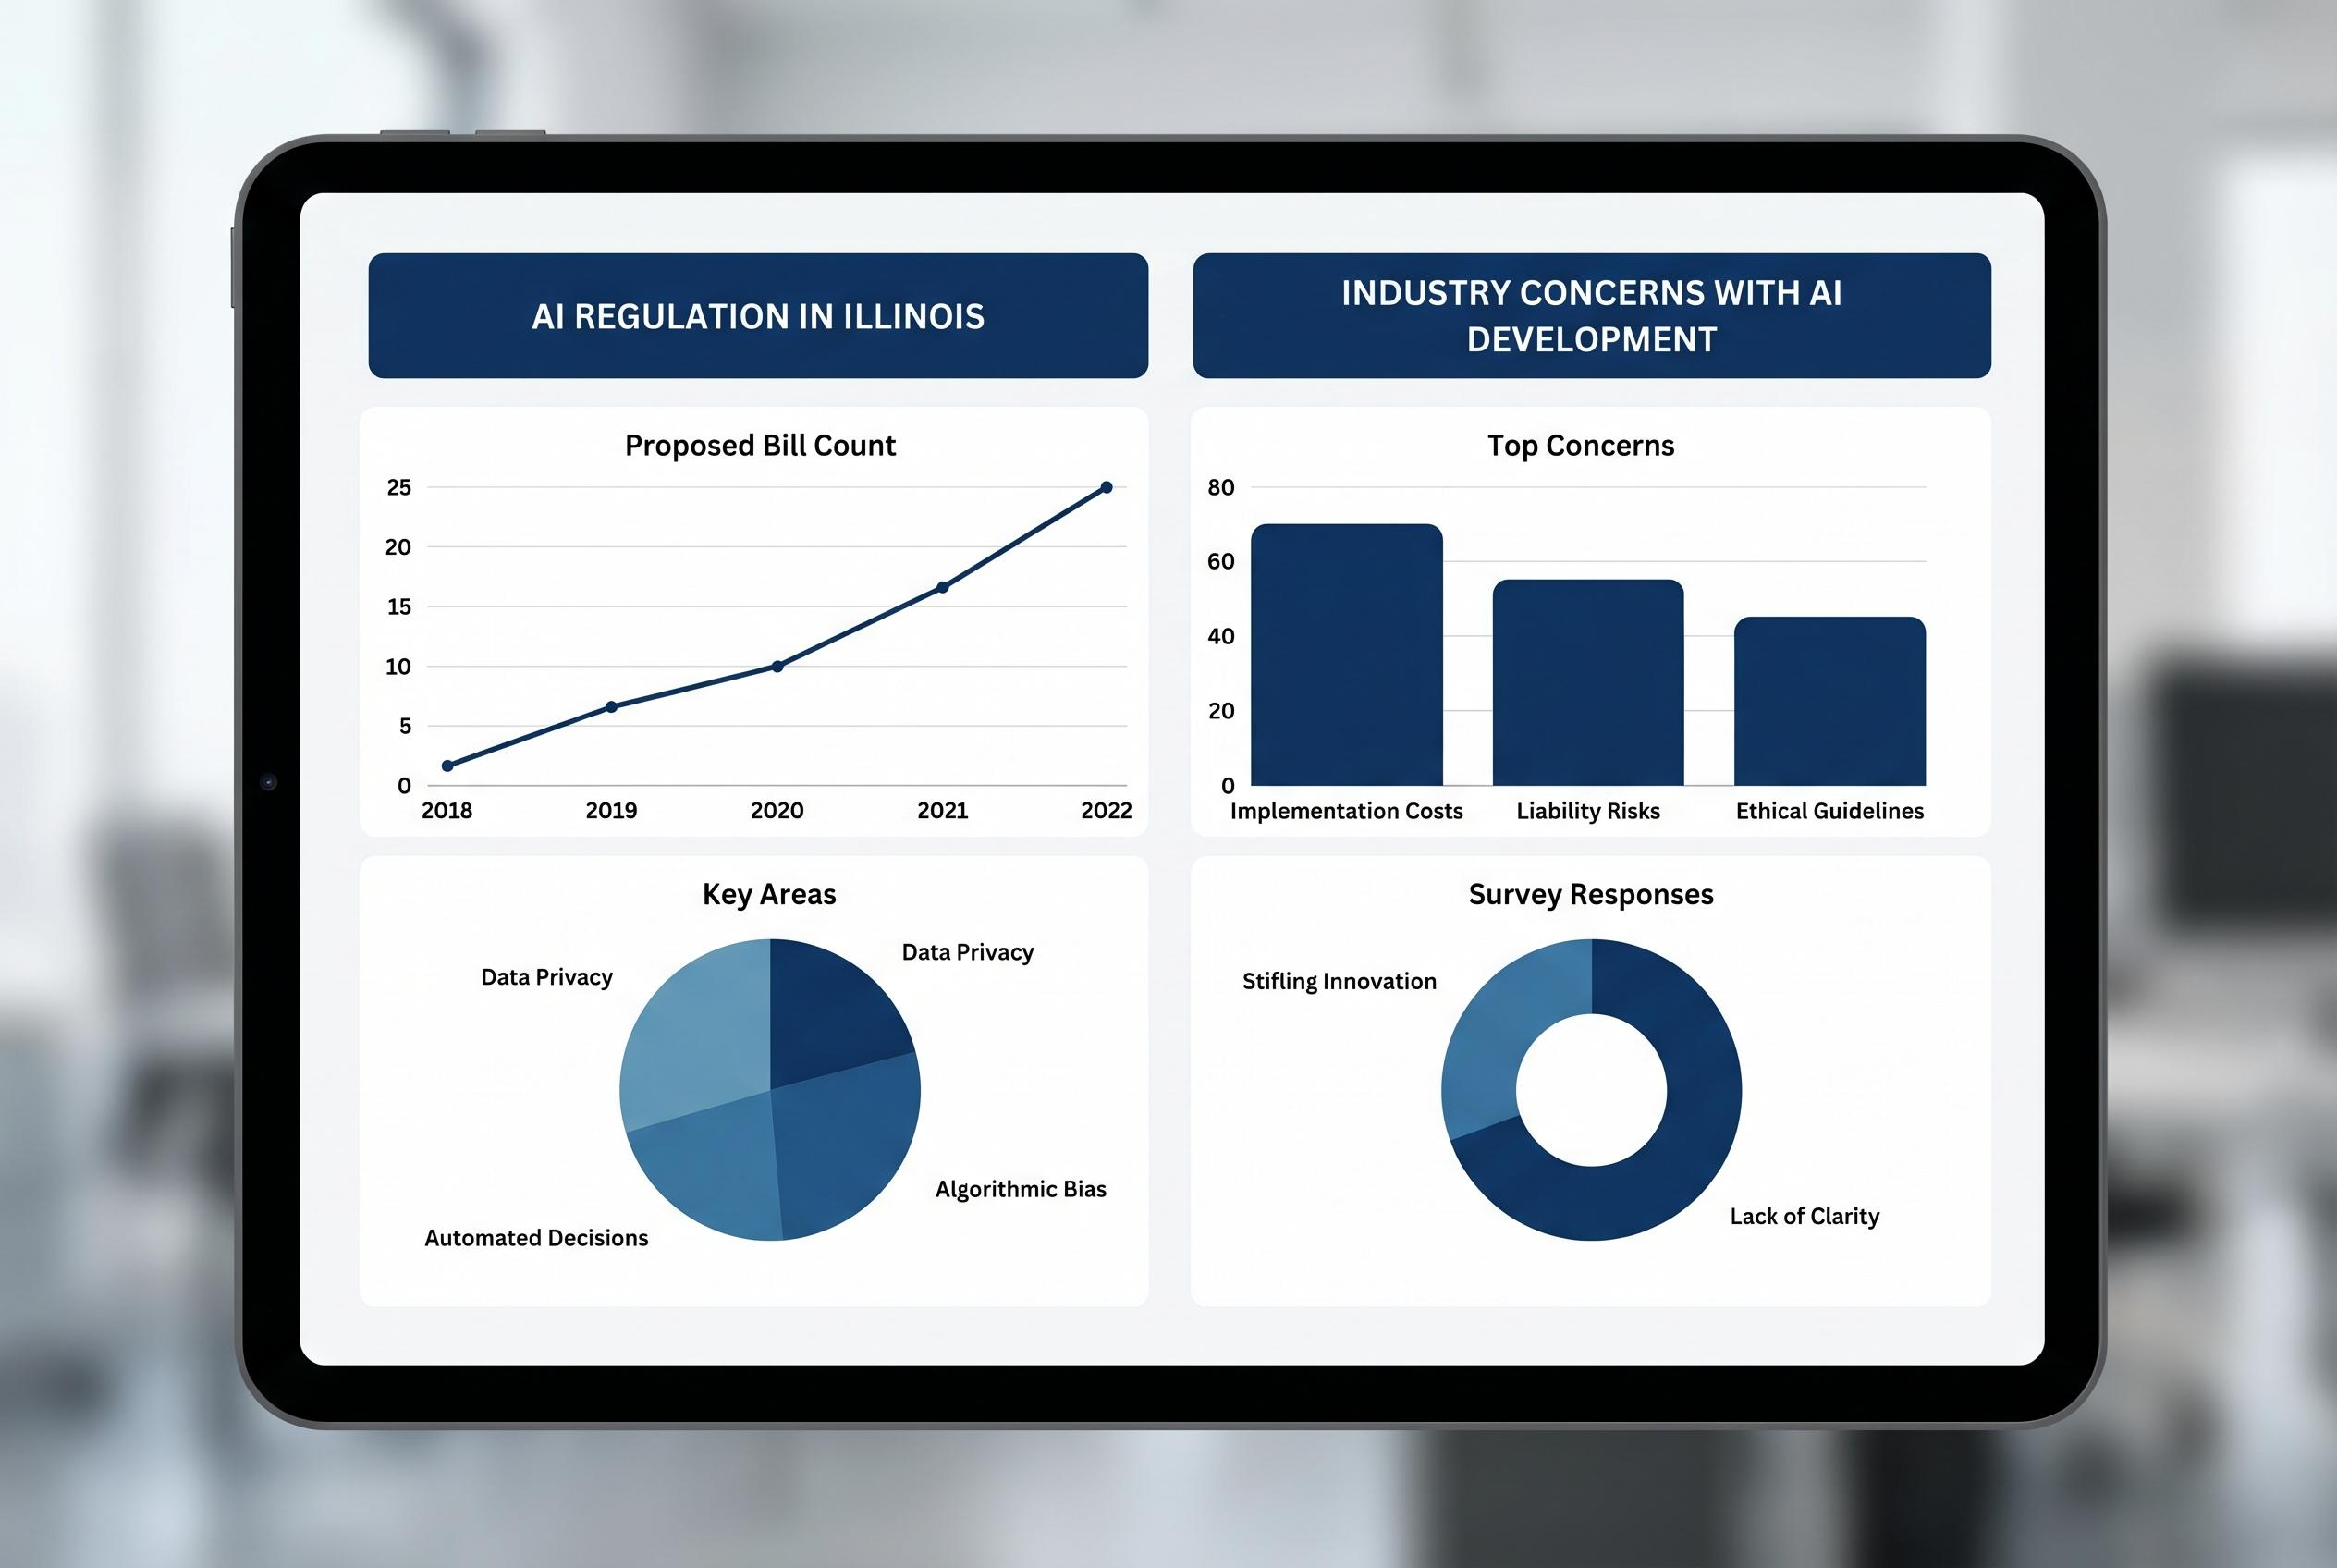 AI REGULATION IN ILLINOIS
INDUSTRY CONCERNS WITH AI
DEVELOPMENT
Proposed Bill Count
25
20
15
10
5
0
2018 2019 2020 2021 2022
Top Concerns
80
60
40
20
0
Implementation Costs Liability Risks Ethical Guidelines
Key Areas
Data Privacy
Data Privacy
Algorithmic Bias
Automated Decisions
Survey Responses
Stifling Innovation
Lack of Clarity